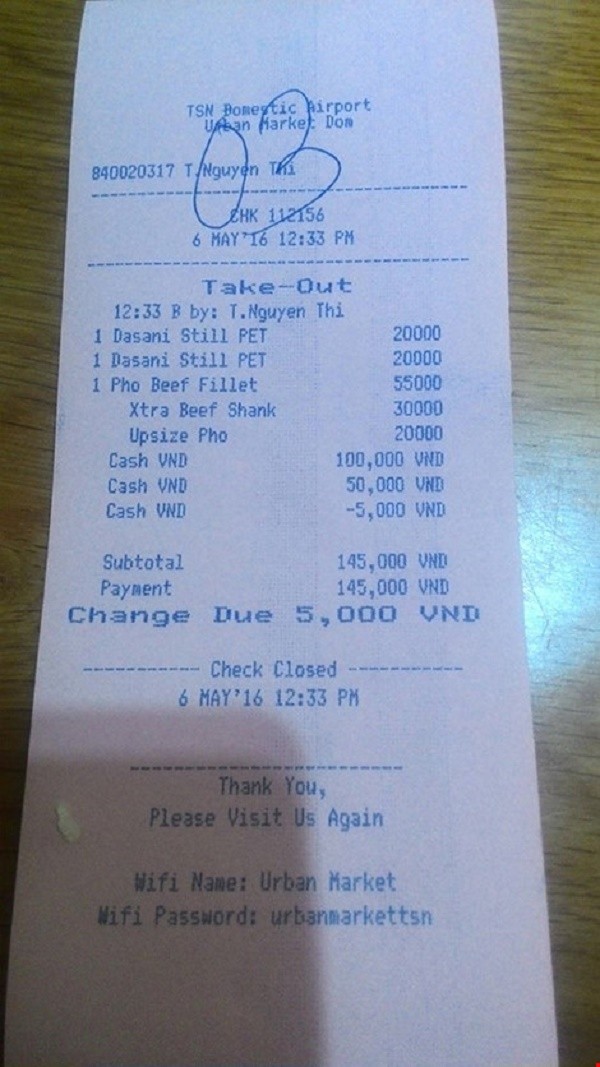 TSN Domestic Airport
Urban Market Dom
03
840020317 T.Nguyen Thi
CHK 112156
6 MAY'16 12:33 PM
Take-Out
12:33 B by: T.Nguyen Thi
1 Dasani Still PET 20000
1 Dasani Still PET 20000
1 Pho Beef Fillet 55000
Xtra Beef Shank 30000
Upsize Pho 20000
Cash VND 100,000 VND
Cash VND 50,000 VND
Cash VND -5,000 VND
Subtotal 145,000 VND
Payment 145,000 VND
Change Due 5,000 VND
---------- Check Closed ----------
6 MAY'16 12:33 PM
Thank You,
Please Visit Us Again
Wifi Name: Urban Market
Wifi Password: urbanmarkettsn